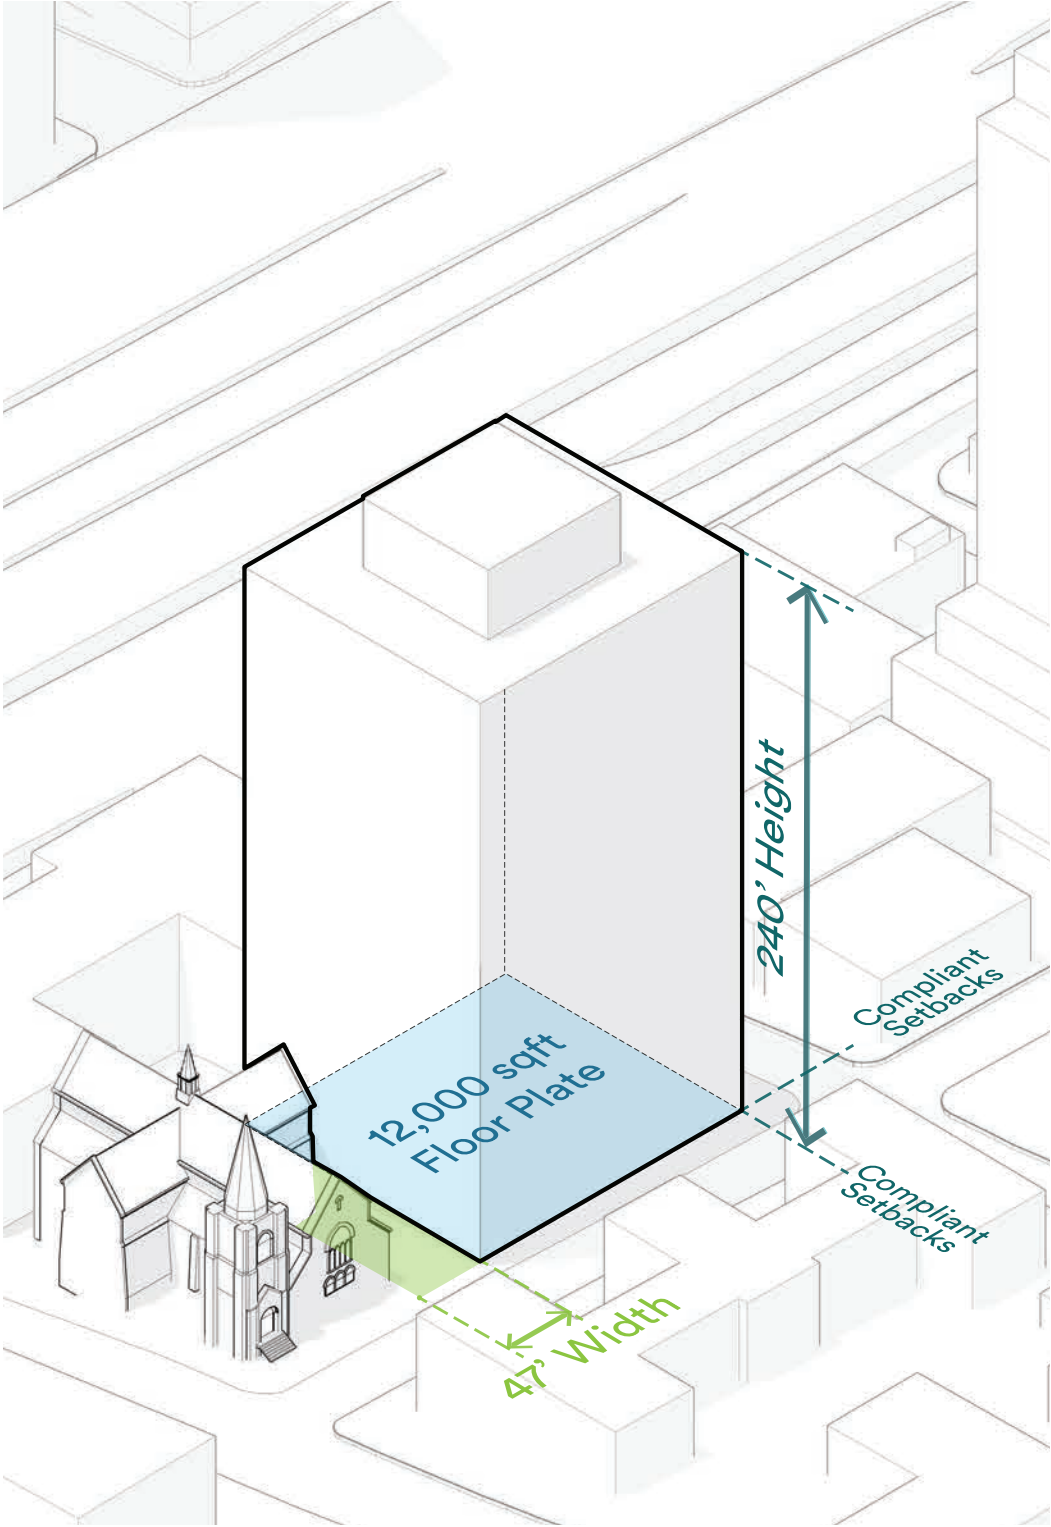 240’ Height
Compliant
Setbacks
12,000 sqft
Floor Plate
Compliant
Setbacks
47’ Width